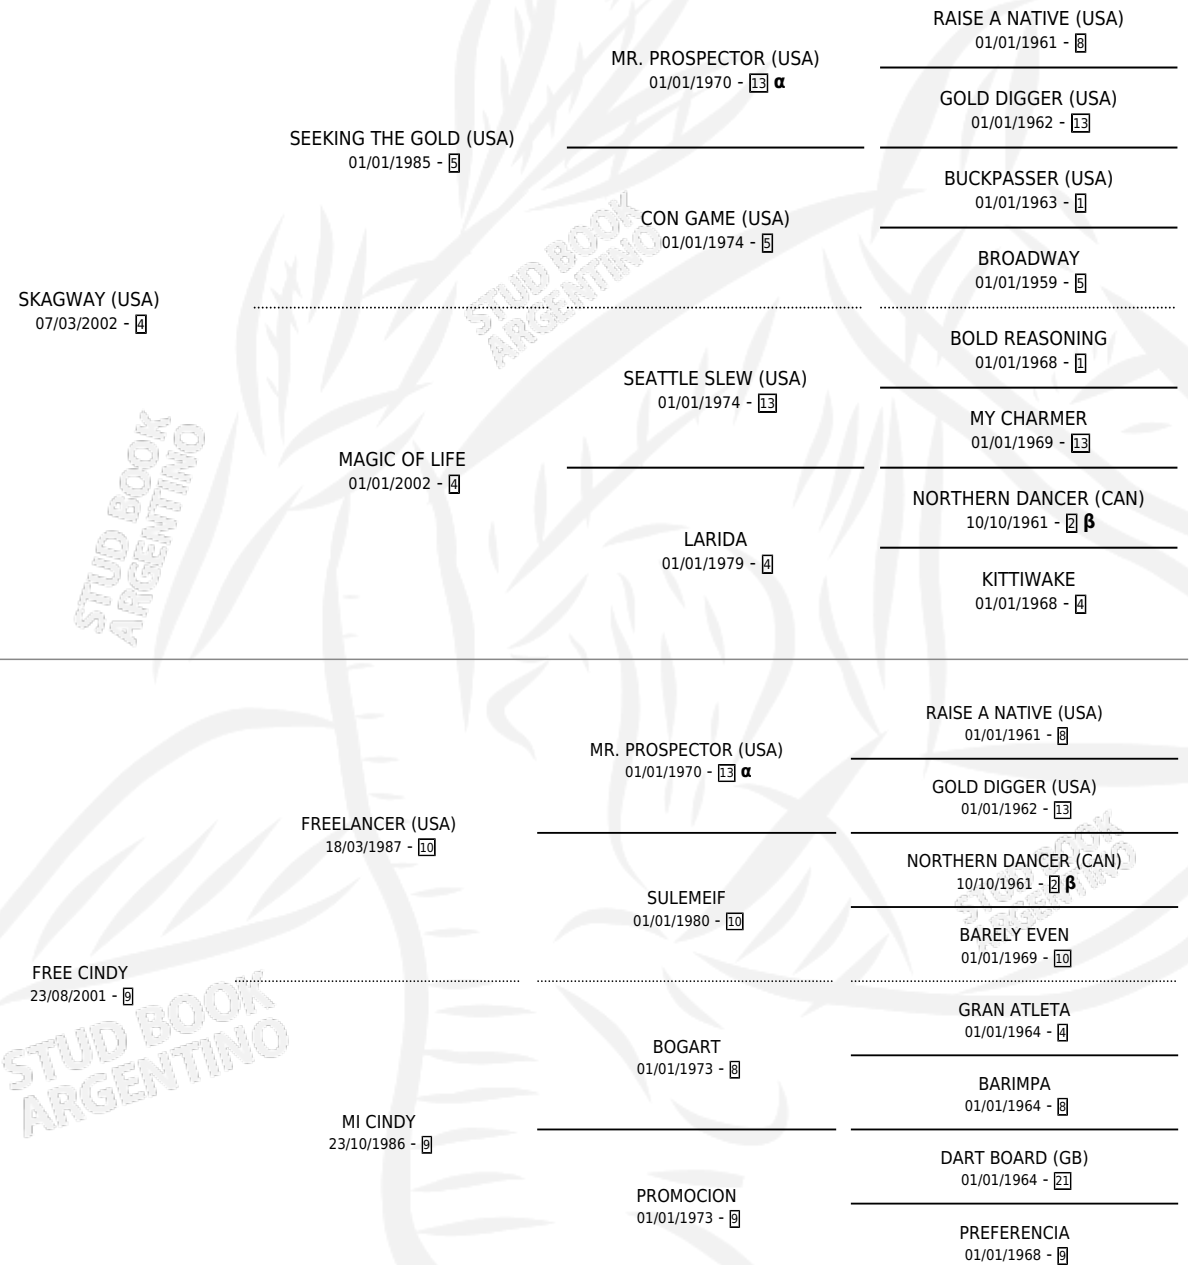 RAISE A NATIVE (USA)
01/01/1961 - 8
MR. PROSPECTOR (USA)
01/01/1970 - 13 α
GOLD DIGGER (USA)
01/01/1962 - 13
SEEKING THE GOLD (USA)
01/01/1985 - 5
BUCKPASSER (USA)
01/01/1963 - 1
CON GAME (USA)
01/01/1974 - 5
BROADWAY
01/01/1959 - 5
SKAGWAY (USA)
07/03/2002 - 4
BOLD REASONING
01/01/1968 - 1
SEATTLE SLEW (USA)
01/01/1974 - 13
MY CHARMER
01/01/1969 - 13
MAGIC OF LIFE
01/01/2002 - 4
NORTHERN DANCER (CAN)
10/10/1961 - 2 β
LARIDA
01/01/1979 - 4
KITTIWAKE
01/01/1968 - 4
RAISE A NATIVE (USA)
01/01/1961 - 8
MR. PROSPECTOR (USA)
01/01/1970 - 13 α
GOLD DIGGER (USA)
01/01/1962 - 13
FREELANCER (USA)
18/03/1987 - 10
NORTHERN DANCER (CAN)
10/10/1961 - 2 β
SULEMEIF
01/01/1980 - 10
BARELY EVEN
01/01/1969 - 10
FREE CINDY
23/08/2001 - 9
GRAN ATLETA
01/01/1964 - 4
BOGART
01/01/1973 - 8
BARIMPA
01/01/1964 - 8
MI CINDY
23/10/1986 - 9
DART BOARD (GB)
01/01/1964 - 21
PROMOCION
01/01/1973 - 9
PREFERENCIA
01/01/1968 - 9
STUD BOOK
ARGENTINO
STUD BOOK
ARGENTINO
STUD BOOK
ARGENTINO
STUD BOOK
ARGENTINO